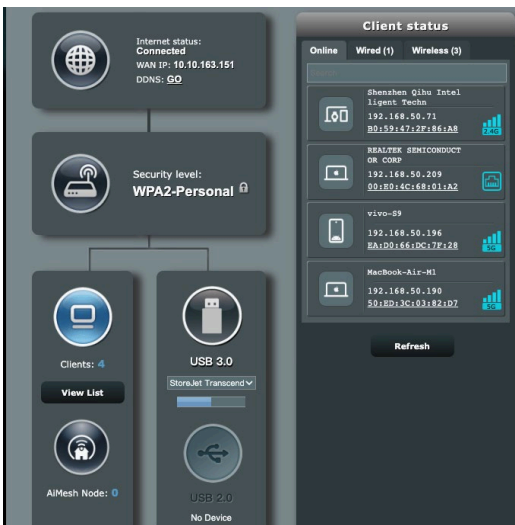 Internet status:
Connected
WAN IP: 10.10.163.151
DDNS: GO
Security level:
WPA2-Personal
Clients: 4
View List
AiMesh Node: 0
USB 3.0
StoreJet Transcend
USB 2.0
No Device
Client status
Online Wired (1) Wireless (3)
Shenzhen Qihu Intel
ligent Techn
192.168.50.71
B0:59:47:2F:86:A8
2.4G
REALTEK SEMICONDUCT
OR CORP
192.168.50.209
00:E0:4C:68:01:A2
vivo-S9
192.168.50.196
EA:D0:66:DC:7F:28
5G
MacBook-Air-M1
192.168.50.190
50:ED:3C:03:82:D7
5G
Refresh